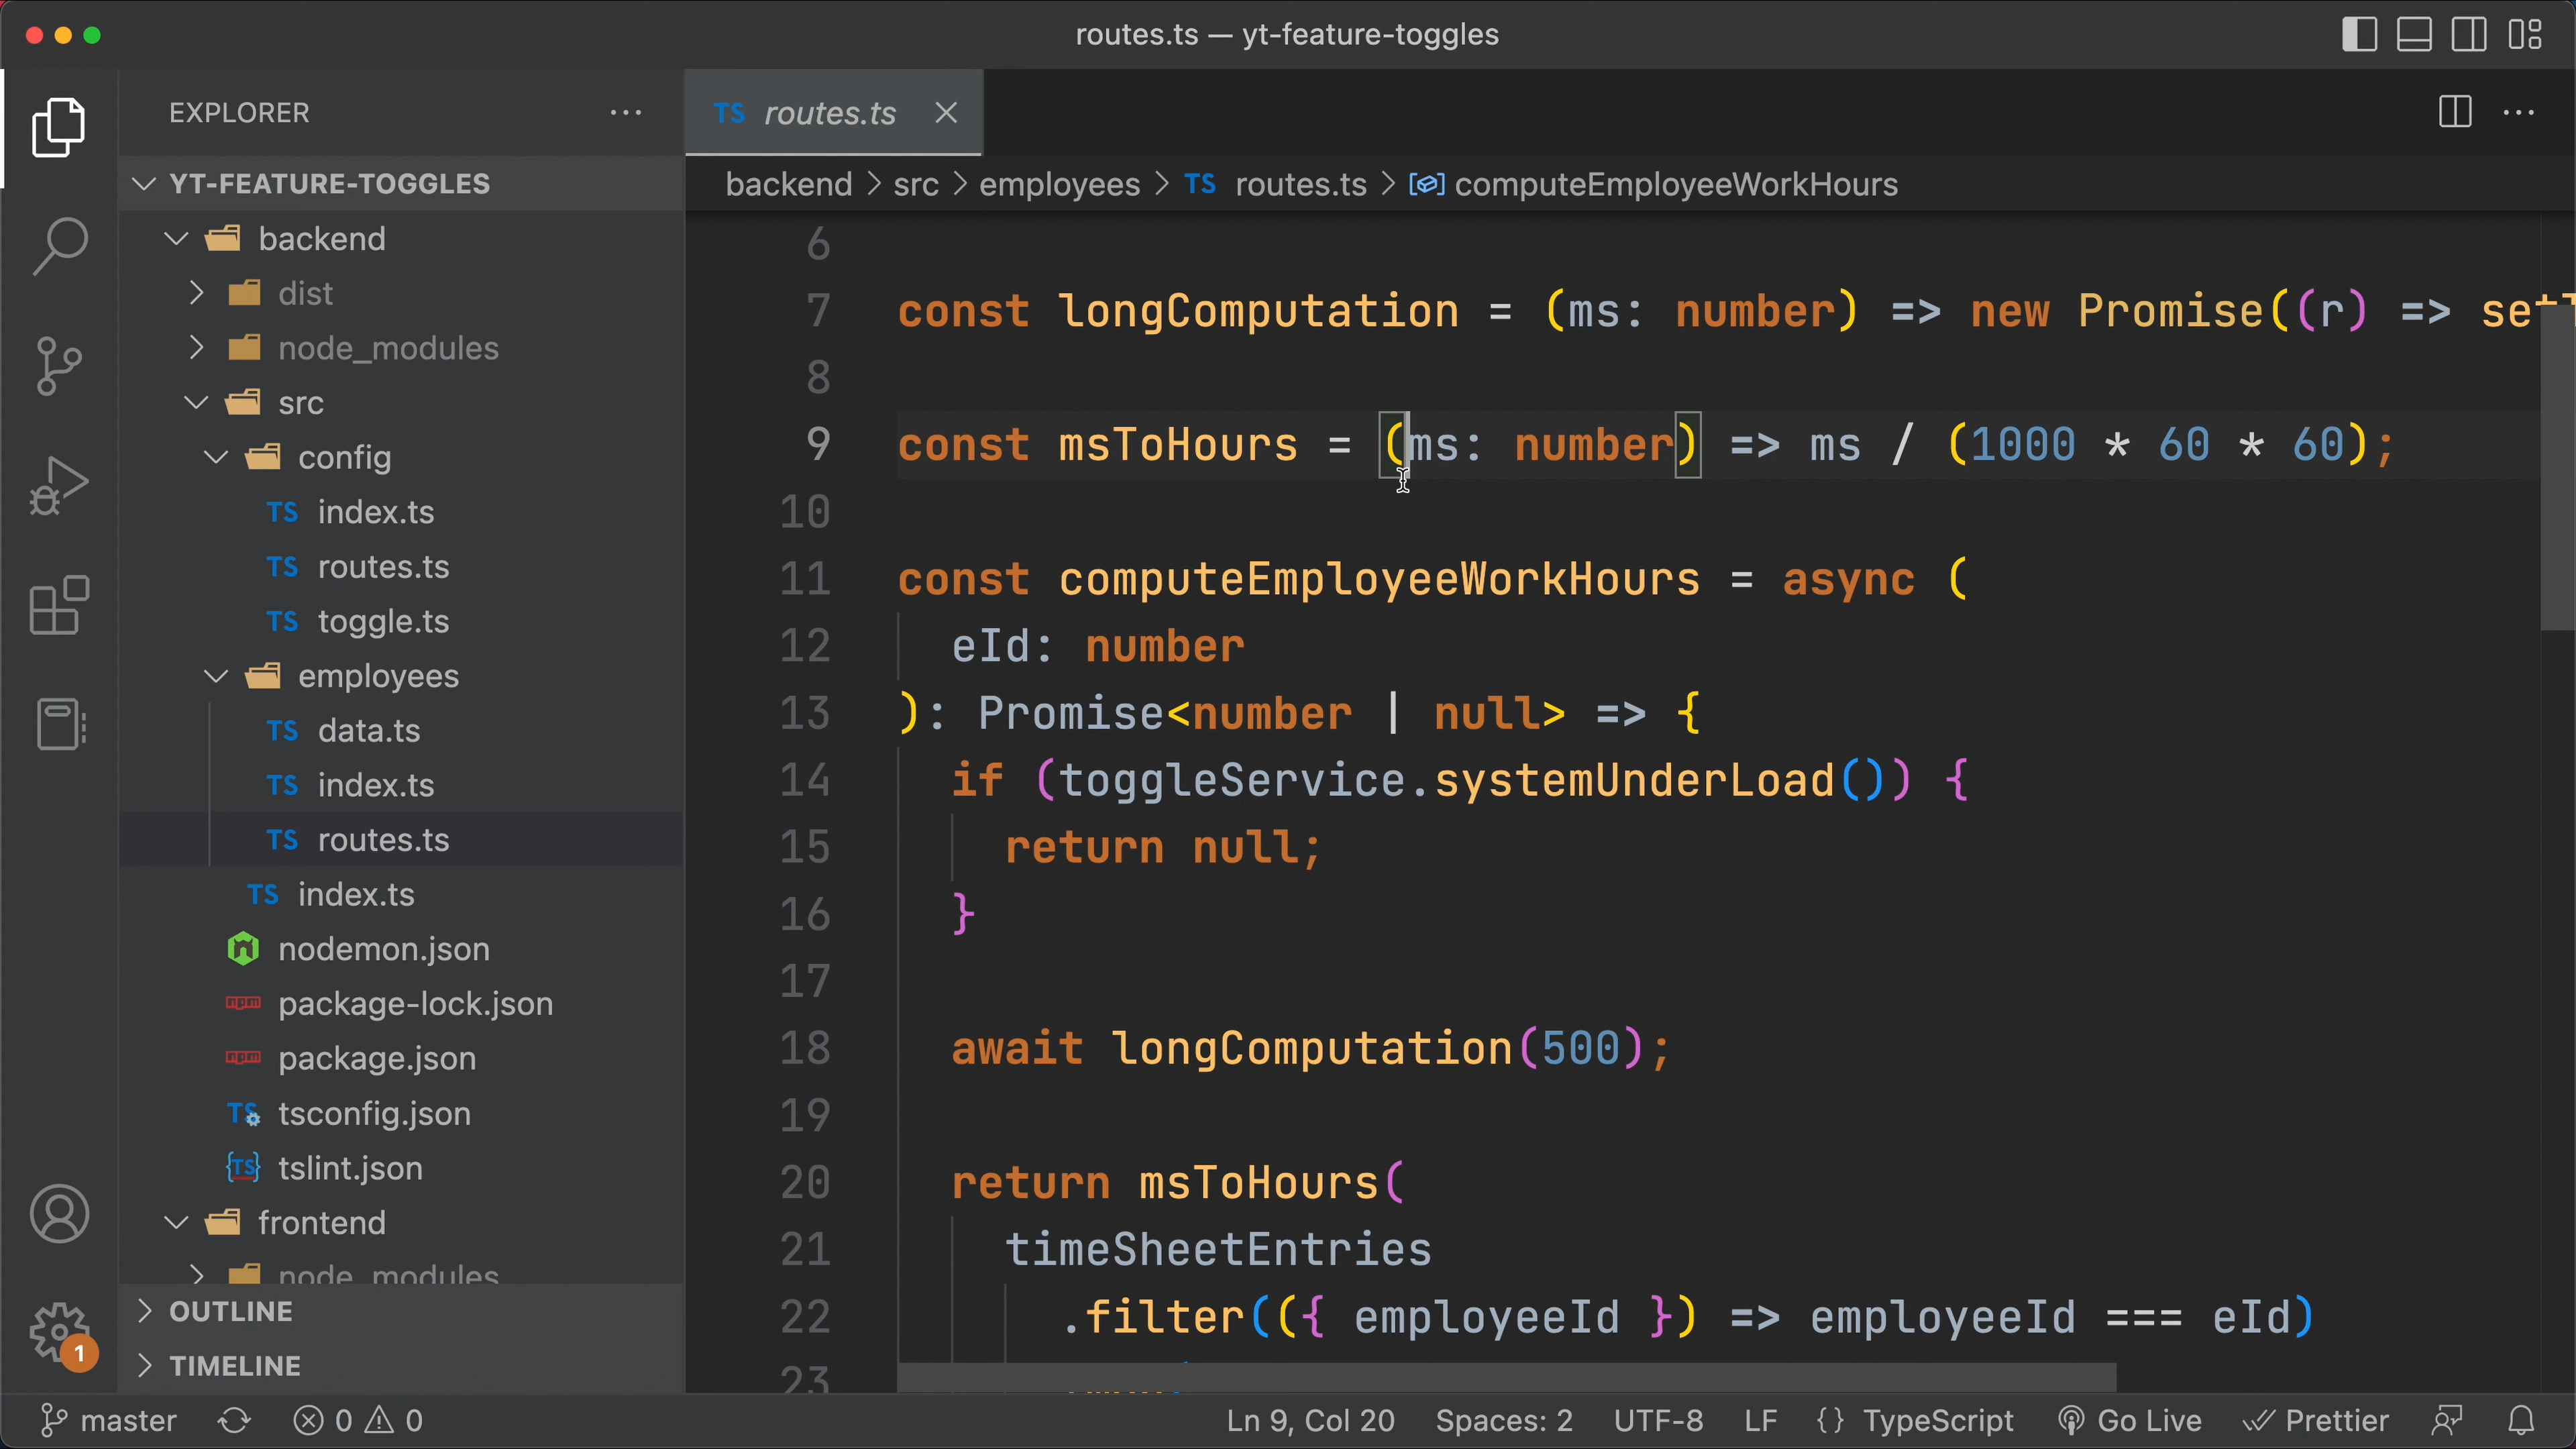 routes.ts — yt-feature-toggles
EXPLORER
YT-FEATURE-TOGGLES
backend
dist
node_modules
src
config
TS index.ts
TS routes.ts
TS toggle.ts
employees
TS data.ts
TS index.ts
TS routes.ts
TS index.ts
nodemon.json
package-lock.json
package.json
TS tsconfig.json
{TS} tslint.json
frontend
node_modules
OUTLINE
TIMELINE
1
TS routes.ts
backend > src > employees > TS routes.ts > computeEmployeeWorkHours
6
7 const longComputation = (ms: number) => new Promise((r) =>
8
9 const msToHours = (ms: number) => ms / (1000 * 60 * 60);
10
11 const computeEmployeeWorkHours = async (
12 eId: number
13 ): Promise<number | null> => {
14 if (toggleService.systemUnderLoad()) {
15 return null;
16 }
17
18 await longComputation(500);
19
20 return msToHours(
21 timeSheetEntries
22 .filter(({ employeeId }) => employeeId === eId)
23
master 0 0 Ln 9, Col 20 Spaces: 2 UTF-8 LF {} TypeScript Go Live Prettier